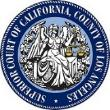 SUPERIOR COURT OF CALIFORNIA COUNTY OF LOS ANGELES